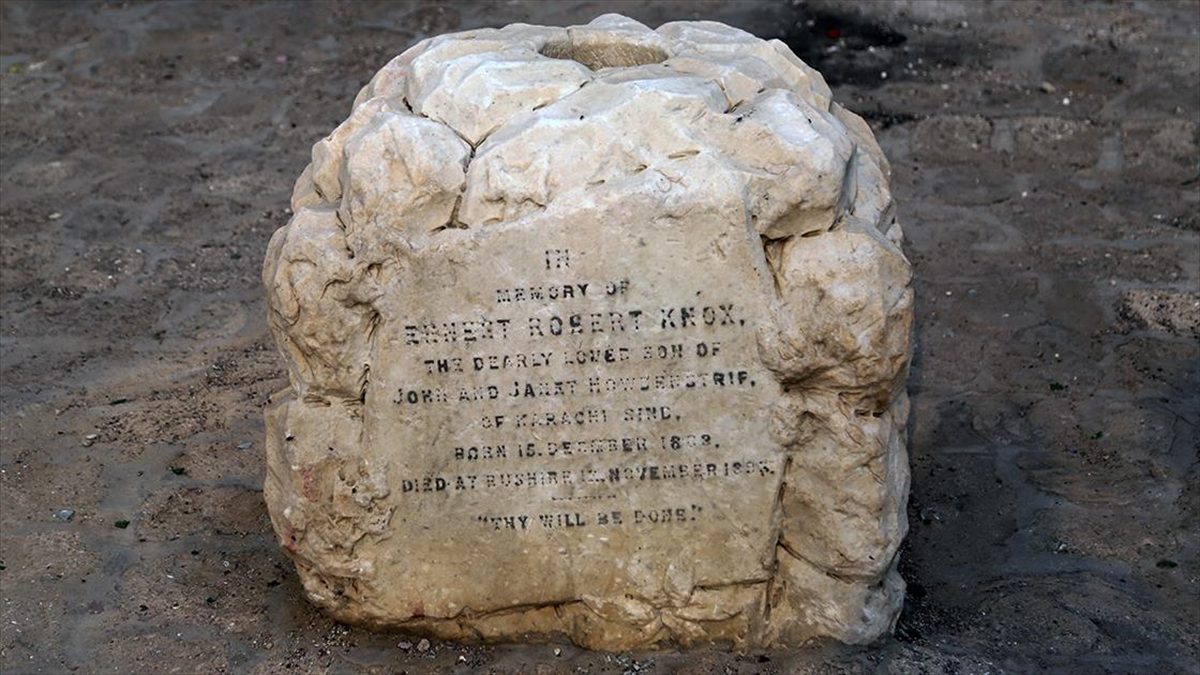 IN
MEMORY OF
ERNEST ROBERT KNOX,
THE DEARLY LOVED SON OF
JOHN AND JANET
OF KARACHI SIND,
BORN 15. DECEMBER
DIED AT BUSHIRE NOVEMBER
"THY WILL BE DONE."